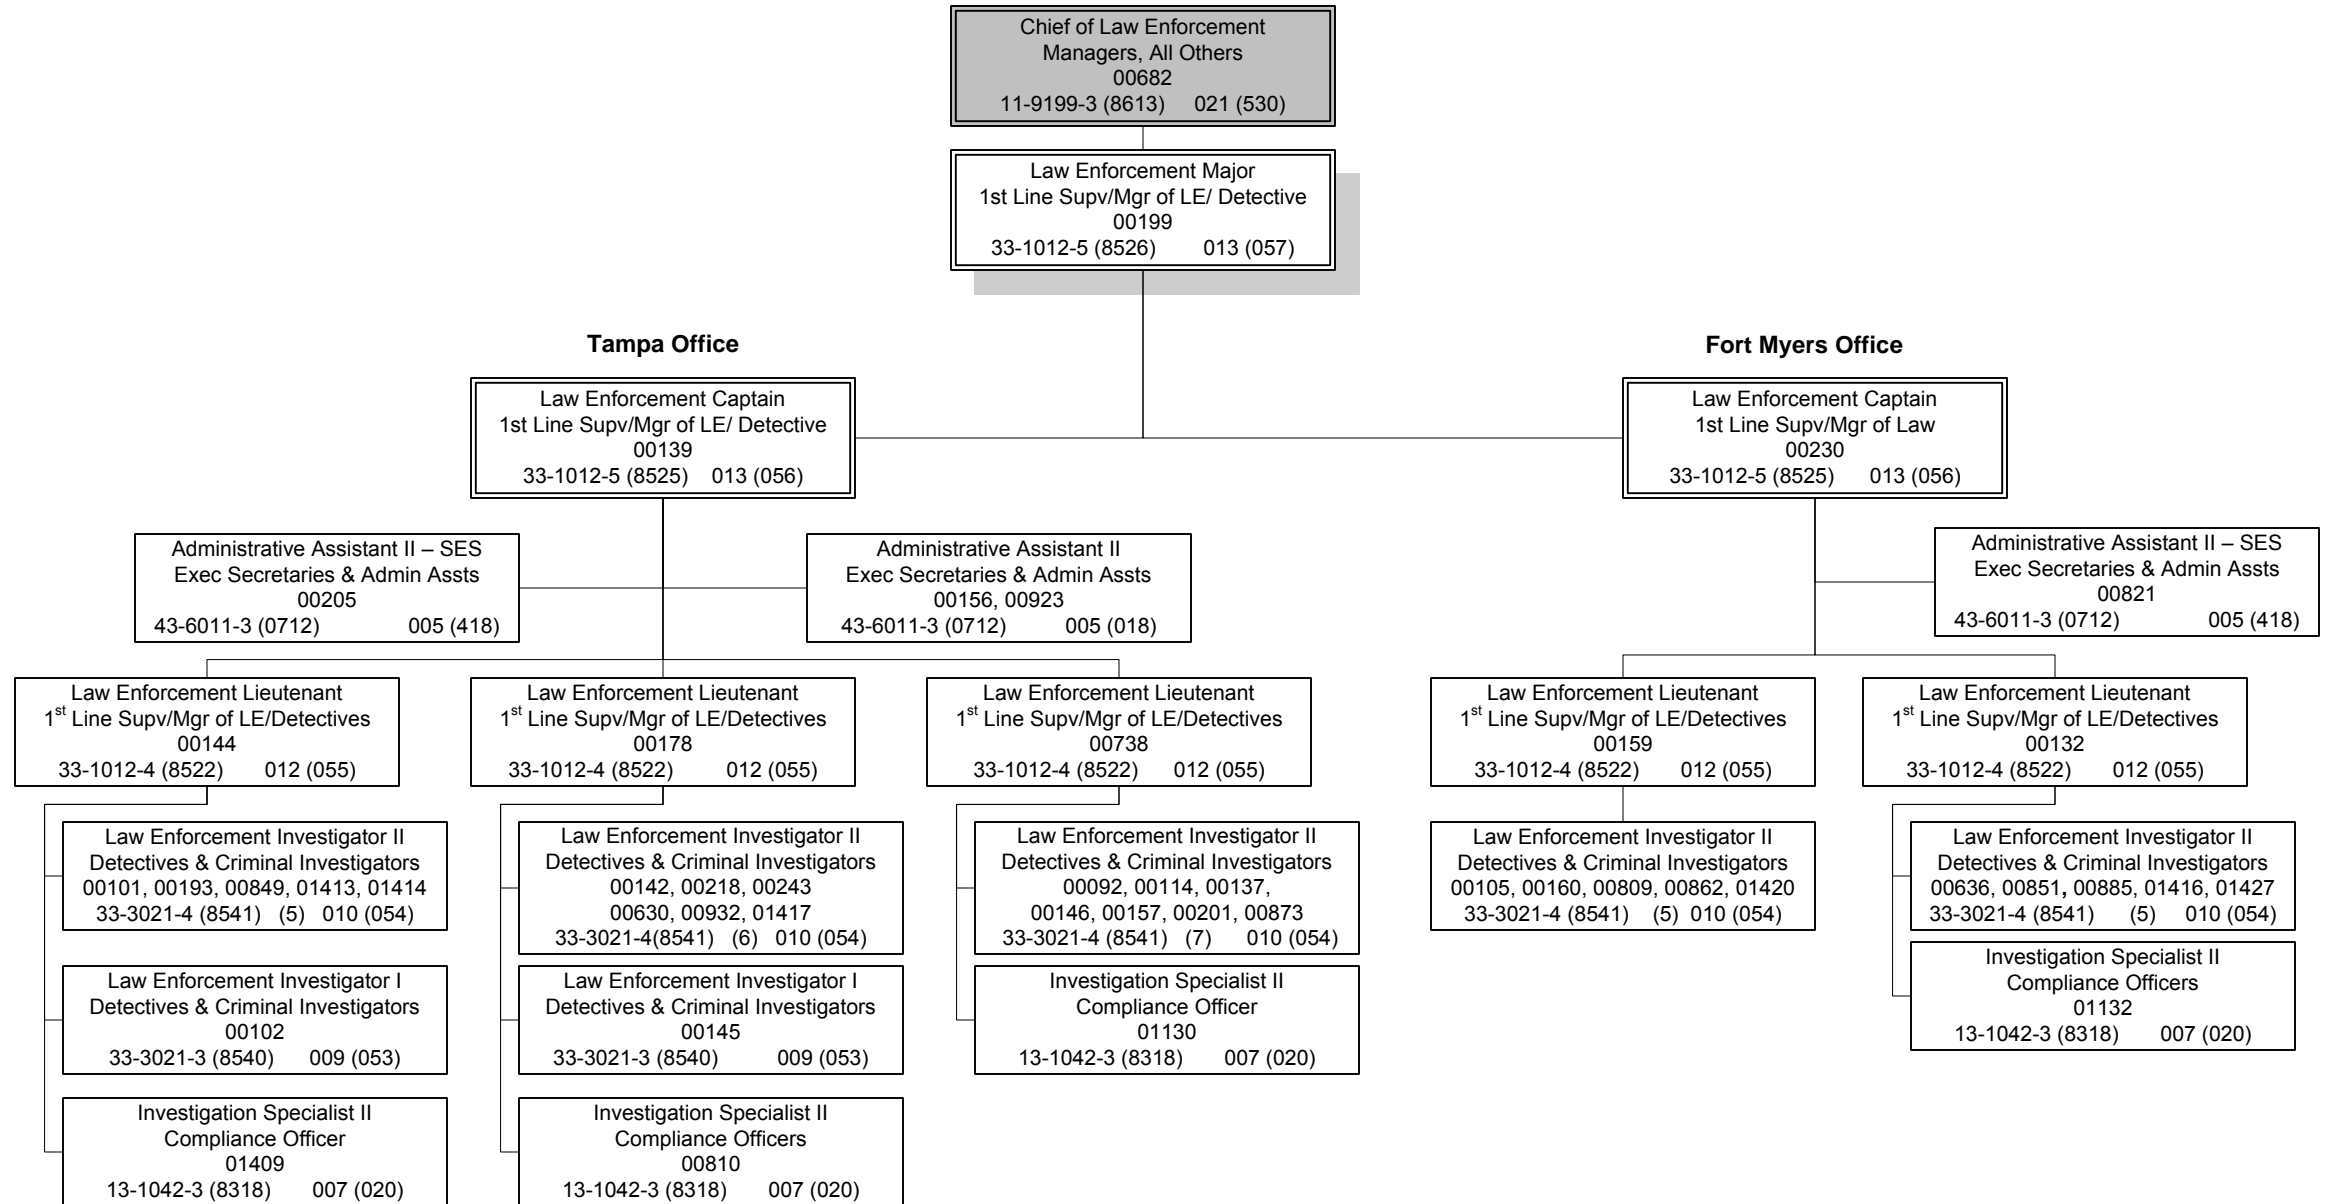 Chief of Law Enforcement
Managers, All Others
00682
11-9199-3 (8613) 021 (530)
Law Enforcement Major
1st Line Supv/Mgr of LE/ Detective
00199
33-1012-5 (8526) 013 (057)
Tampa Office
Law Enforcement Captain
1st Line Supv/Mgr of LE/ Detective
00139
33-1012-5 (8525) 013 (056)
Administrative Assistant II – SES
Exec Secretaries & Admin Assts
00205
43-6011-3 (0712) 005 (418)
Administrative Assistant II
Exec Secretaries & Admin Assts
00156, 00923
43-6011-3 (0712) 005 (018)
Law Enforcement Lieutenant
1st Line Supv/Mgr of LE/Detectives
00144
33-1012-4 (8522) 012 (055)
Law Enforcement Investigator II
Detectives & Criminal Investigators
00101, 00193, 00849, 01413, 01414
33-3021-4 (8541) (5) 010 (054)
Law Enforcement Investigator I
Detectives & Criminal Investigators
00102
33-3021-3 (8540) 009 (053)
Investigation Specialist II
Compliance Officer
01409
13-1042-3 (8318) 007 (020)
Law Enforcement Lieutenant
1st Line Supv/Mgr of LE/Detectives
00178
33-1012-4 (8522) 012 (055)
Law Enforcement Investigator II
Detectives & Criminal Investigators
00142, 00218, 00243
00630, 00932, 01417
33-3021-4(8541) (6) 010 (054)
Law Enforcement Investigator I
Detectives & Criminal Investigators
00145
33-3021-3 (8540) 009 (053)
Investigation Specialist II
Compliance Officers
00810
13-1042-3 (8318) 007 (020)
Law Enforcement Lieutenant
1st Line Supv/Mgr of LE/Detectives
00738
33-1012-4 (8522) 012 (055)
Law Enforcement Investigator II
Detectives & Criminal Investigators
00092, 00114, 00137,
00146, 00157, 00201, 00873
33-3021-4 (8541) (7) 010 (054)
Investigation Specialist II
Compliance Officer
01130
13-1042-3 (8318) 007 (020)
Fort Myers Office
Law Enforcement Captain
1st Line Supv/Mgr of Law
00230
33-1012-5 (8525) 013 (056)
Administrative Assistant II – SES
Exec Secretaries & Admin Assts
00821
43-6011-3 (0712) 005 (418)
Law Enforcement Lieutenant
1st Line Supv/Mgr of LE/Detectives
00159
33-1012-4 (8522) 012 (055)
Law Enforcement Investigator II
Detectives & Criminal Investigators
00105, 00160, 00809, 00862, 01420
33-3021-4 (8541) (5) 010 (054)
Law Enforcement Lieutenant
1st Line Supv/Mgr of LE/Detectives
00132
33-1012-4 (8522) 012 (055)
Law Enforcement Investigator II
Detectives & Criminal Investigators
00636, 00851, 00885, 01416, 01427
33-3021-4 (8541) (5) 010 (054)
Investigation Specialist II
Compliance Officers
01132
13-1042-3 (8318) 007 (020)